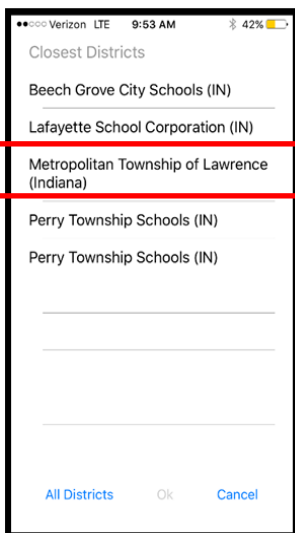 Verizon LTE 9:53 AM 42%
Closest Districts
Beech Grove City Schools (IN)
Lafayette School Corporation (IN)
Metropolitan Township of Lawrence
(Indiana)
Perry Township Schools (IN)
Perry Township Schools (IN)
All Districts Ok Cancel